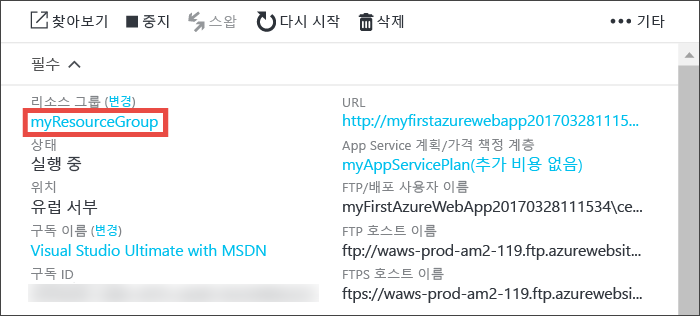 찾아보기 중지 스왑 다시 시작 삭제 ••• 기타
필수
리소스 그룹 (변경)
myResourceGroup
상태
실행 중
위치
유럽 서부
구독 이름 (변경)
Visual Studio Ultimate with MSDN
구독 ID
URL
http://myfirstazurewebapp201703281115...
App Service 계획/가격 책정 계층
myAppServicePlan(추가 비용 없음)
FTP/배포 사용자 이름
myFirstAzureWebApp20170328111534\ce...
FTP 호스트 이름
ftp://waws-prod-am2-119.ftp.azurewebsit...
FTPS 호스트 이름
ftps://waws-prod-am2-119.ftp.azurewebsi...